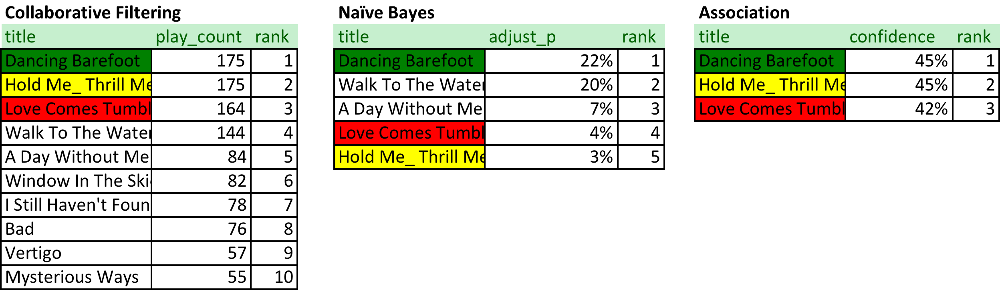 Collaborative Filtering
title play_count rank
Dancing Barefoot 175 1
Hold Me_ Thrill Me 175 2
Love Comes Tumbl 164 3
Walk To The Water 144 4
A Day Without Me 84 5
Window In The Ski 82 6
I Still Haven't Foun 78 7
Bad 76 8
Vertigo 57 9
Mysterious Ways 55 10
Naïve Bayes
title adjust_p rank
Dancing Barefoot 22% 1
Walk To The Water 20% 2
A Day Without Me 7% 3
Love Comes Tumbl 4% 4
Hold Me_ Thrill Me 3% 5
Association
title confidence rank
Dancing Barefoot 45% 1
Hold Me_ Thrill Me 45% 2
Love Comes Tumbl 42% 3